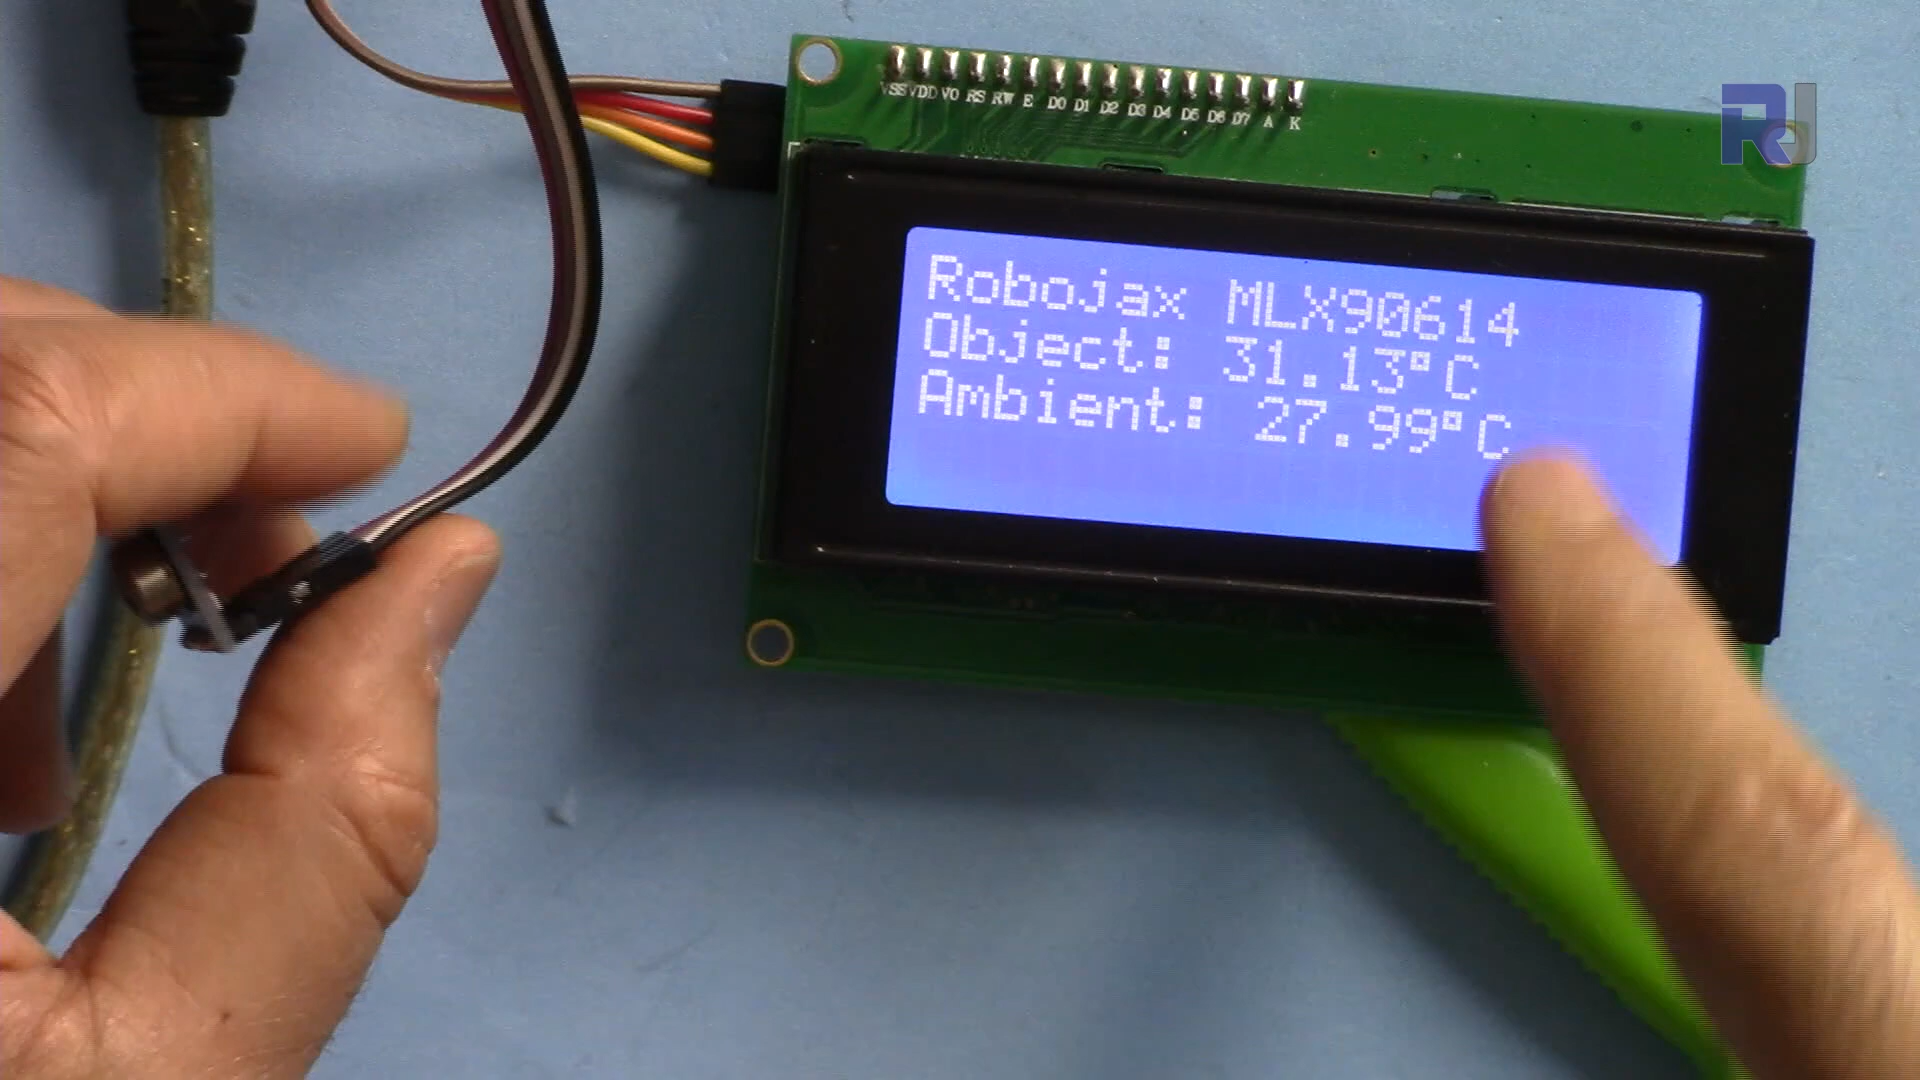 VSS VDD V0 RS RW E D0 D1 D2 D3 D4 D5 D6 D7 A K
RJ
Robojax MLX90614
Object: 31.13°C
Ambient: 27.99°C